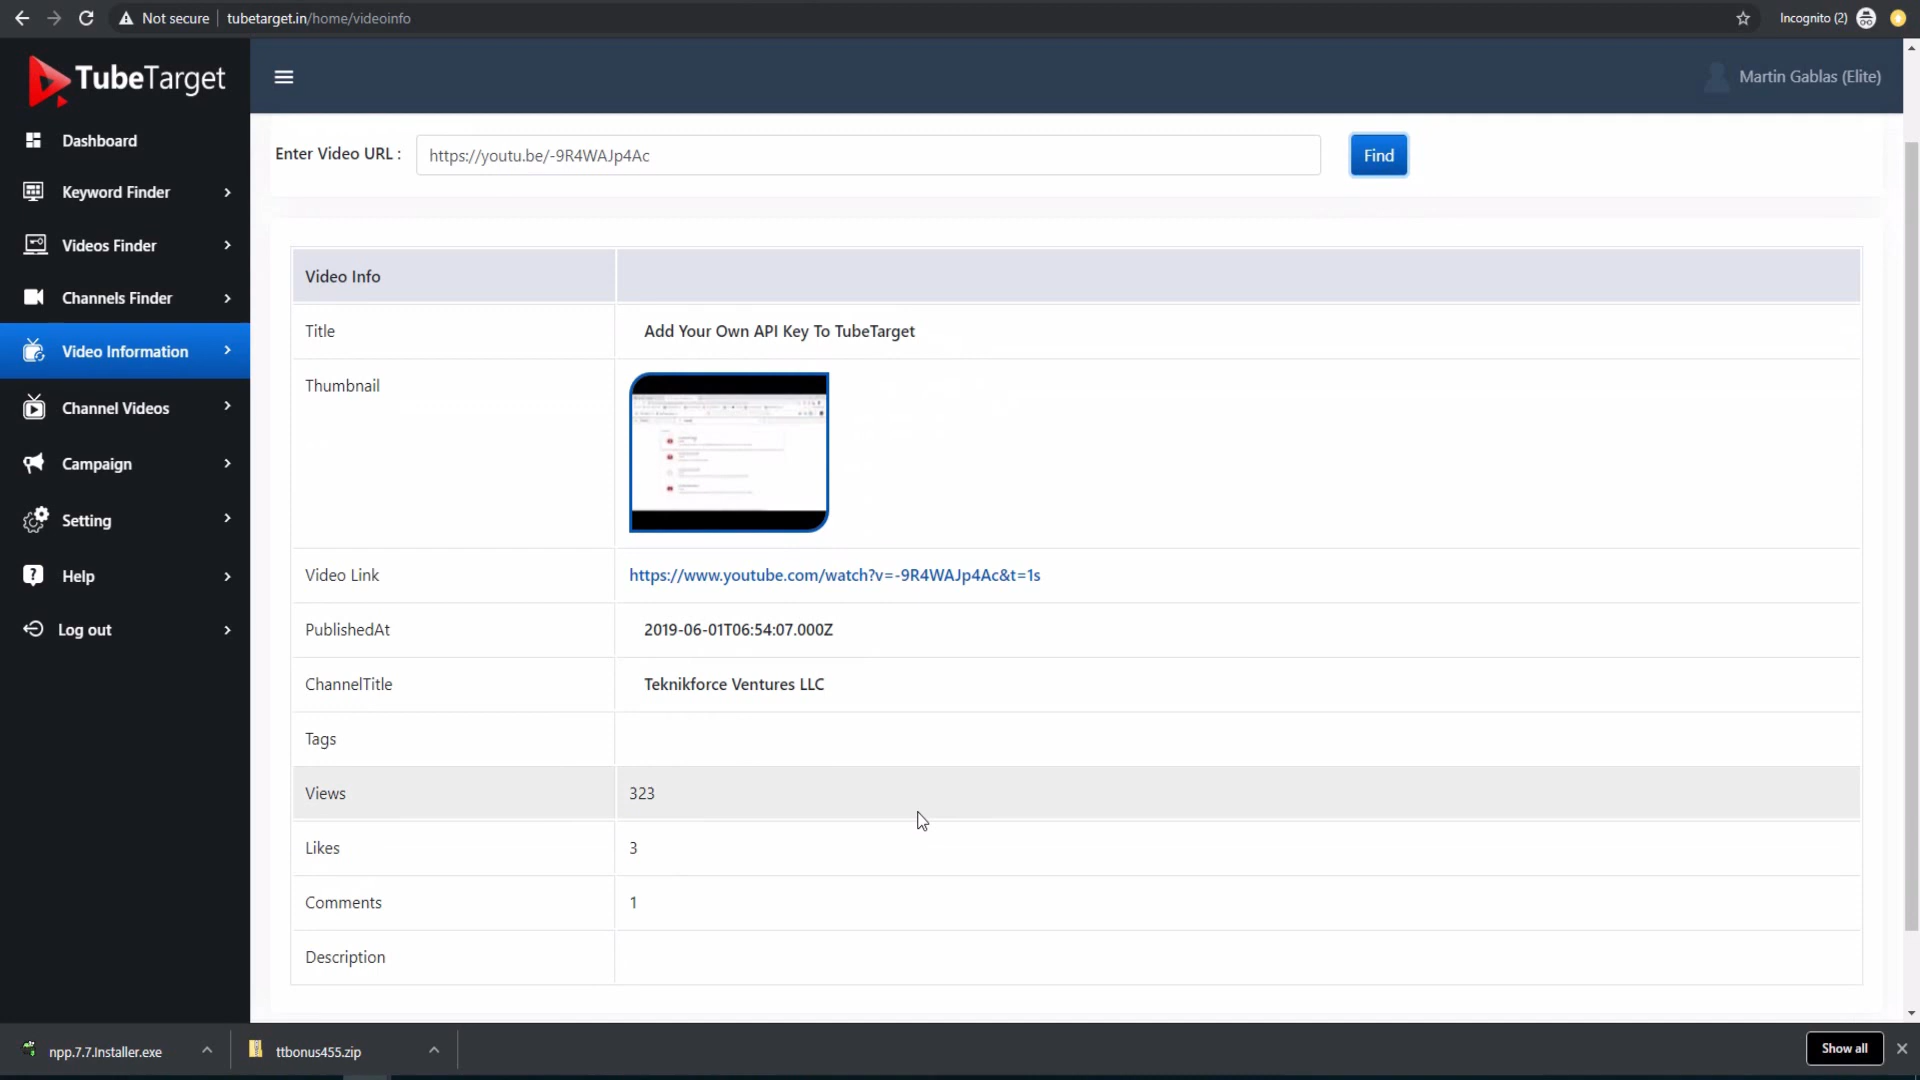 Not secure
tubetarget.in/home/videoinfo
Incognito (2)
TubeTarget
Martin Gablas (Elite)
Dashboard
Keyword Finder
Videos Finder
Channels Finder
Video Information
Channel Videos
Campaign
Setting
Help
Log out
Enter Video URL :
https://youtu.be/-9R4WAJp4Ac
Find
Video Info
Title
Add Your Own API Key To TubeTarget
Thumbnail
Video Link
https://www.youtube.com/watch?v=-9R4WAJp4Ac&t=1s
PublishedAt
2019-06-01T06:54:07.000Z
ChannelTitle
Teknikforce Ventures LLC
Tags
Views
323
Likes
3
Comments
1
Description
npp.7.7.Installer.exe
ttbonus455.zip
Show all